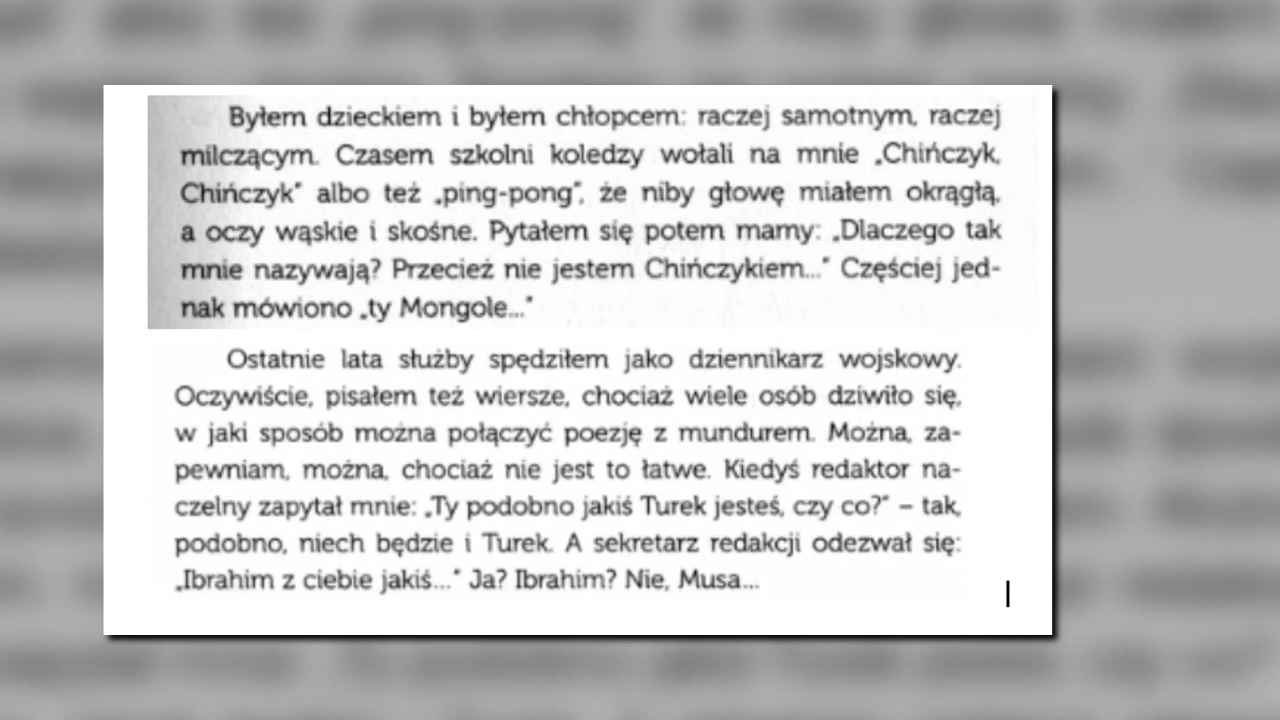 Byłem dzieckiem i byłem chłopcem: raczej samotnym, raczej
milczącym. Czasem szkolni koledzy wołali na mnie „Chińczyk,
Chińczyk” albo też „ping-pong”, że niby głowę miałem okrągłą,
a oczy wąskie i skośne. Pytałem się potem mamy: „Dlaczego tak
mnie nazywają? Przecież nie jestem Chińczykiem...” Częściej jed-
nak mówiono „ty Mongole...”
Ostatnie lata służby spędziłem jako dziennikarz wojskowy.
Oczywiście, pisałem też wiersze, chociaż wiele osób dziwiło się,
w jaki sposób można połączyć poezję z mundurem. Można, za-
pewniam, można, chociaż nie jest to łatwe. Kiedyś redaktor na-
czelny zapytał mnie: „Ty podobno jakiś Turek jesteś, czy co?” – tak,
podobno, niech będzie i Turek. A sekretarz redakcji odezwał się:
„Ibrahim z ciebie jakiś...” Ja? Ibrahim? Nie, Musa...